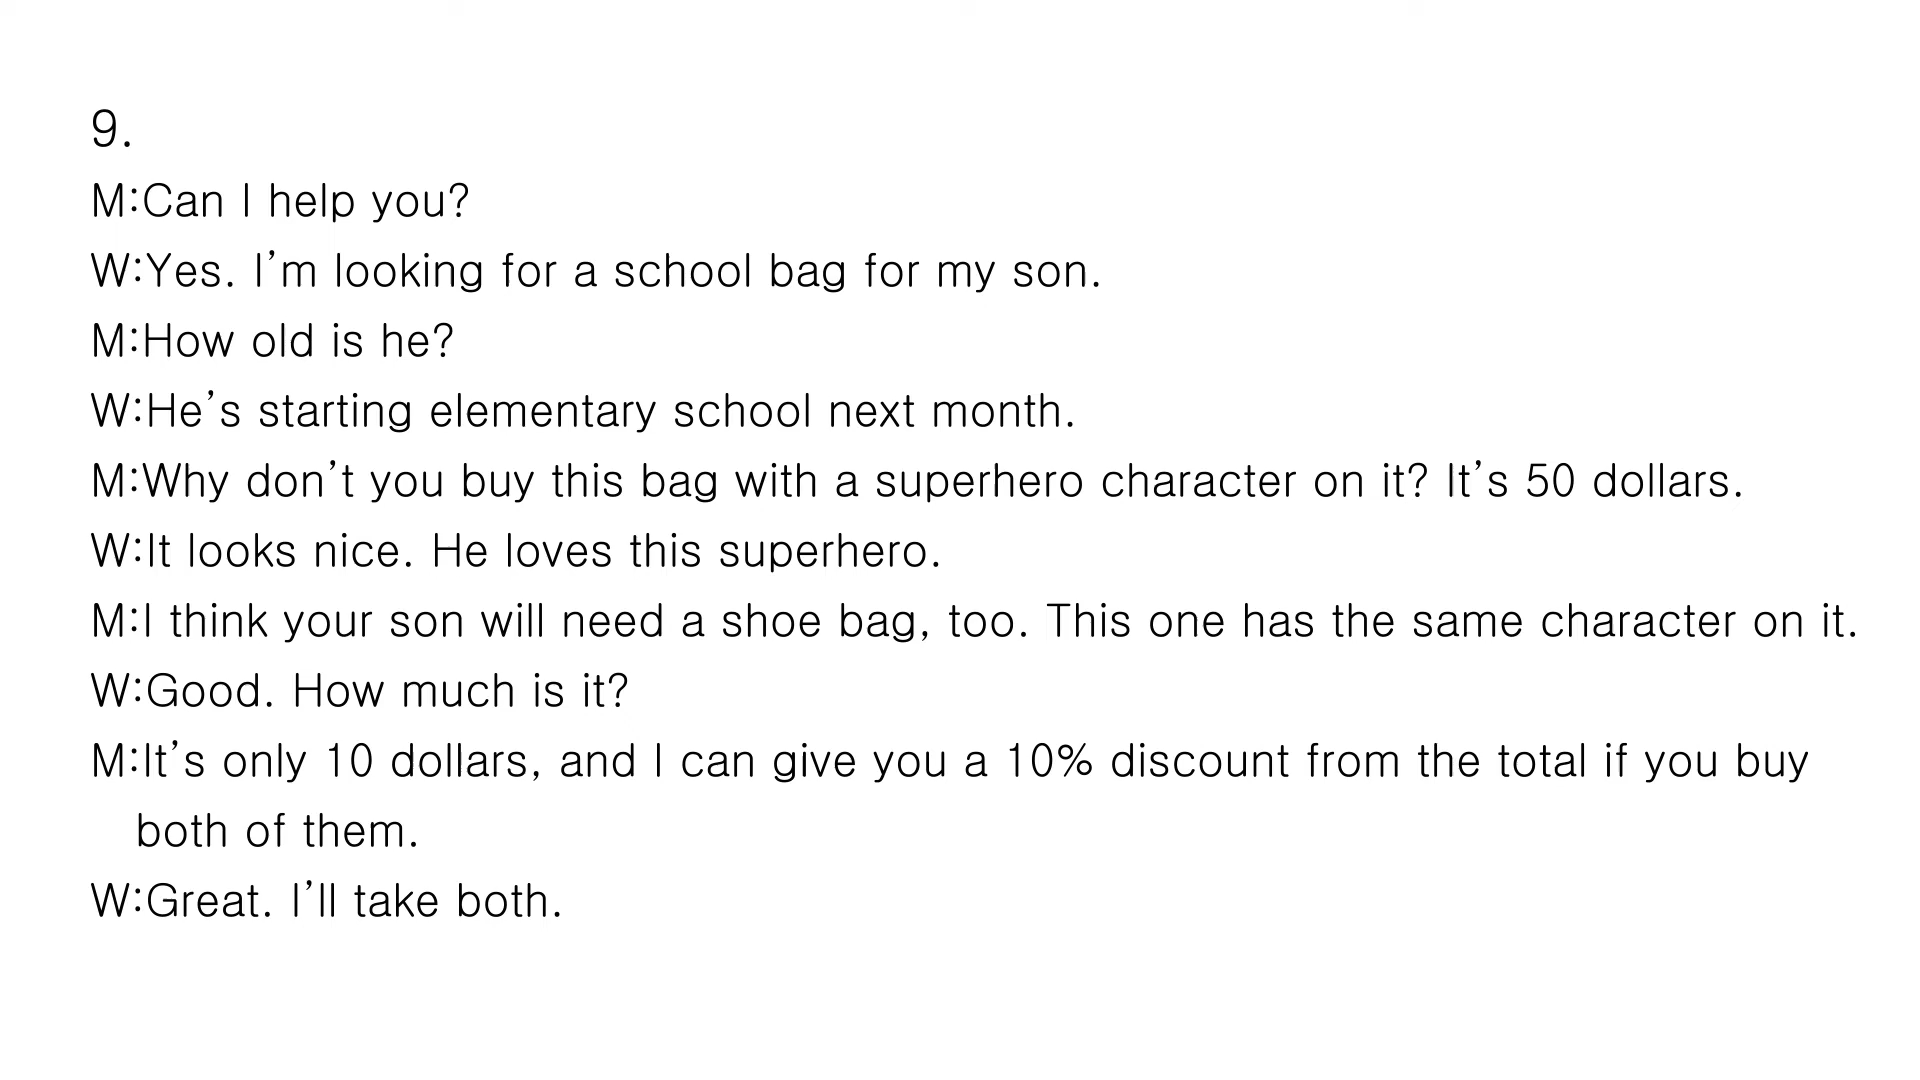 9.
M:Can I help you?
W:Yes. I’m looking for a school bag for my son.
M:How old is he?
W:He’s starting elementary school next month.
M:Why don’t you buy this bag with a superhero character on it? It’s 50 dollars.
W:It looks nice. He loves this superhero.
M:I think your son will need a shoe bag, too. This one has the same character on it.
W:Good. How much is it?
M:It’s only 10 dollars, and I can give you a 10% discount from the total if you buy
both of them.
W:Great. I’ll take both.